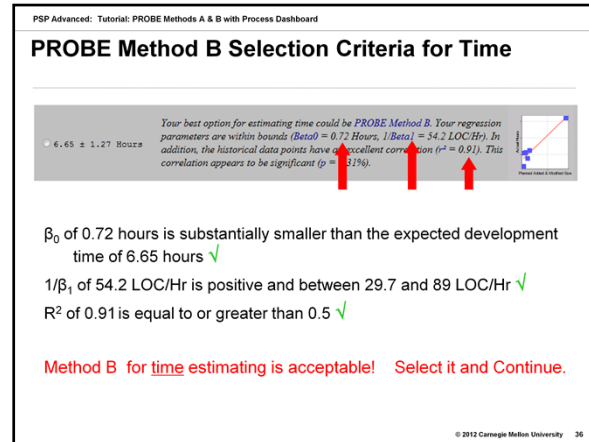 PSP Advanced: Tutorial: PROBE Methods A & B with Process Dashboard
PROBE Method B Selection Criteria for Time
Your best option for estimating time could be PROBE Method B. Your regression
parameters are within bounds (Beta0 = 0.72 Hours, 1/Beta1 = 54.2 LOC/Hr). In
6.65 ± 1.27 Hours
addition, the historical data points have excellent (r² = 0.91). This
correlation appears to be significant (p = 31%).
Planned Added & Modified Size
β₀ of 0.72 hours is substantially smaller than the expected development
time of 6.65 hours √
1/β₁ of 54.2 LOC/Hr is positive and between 29.7 and 89 LOC/Hr √
R² of 0.91 is equal to or greater than 0.5 √
Method B for time estimating is acceptable! Select it and Continue.
© 2012 Carnegie Mellon University 36